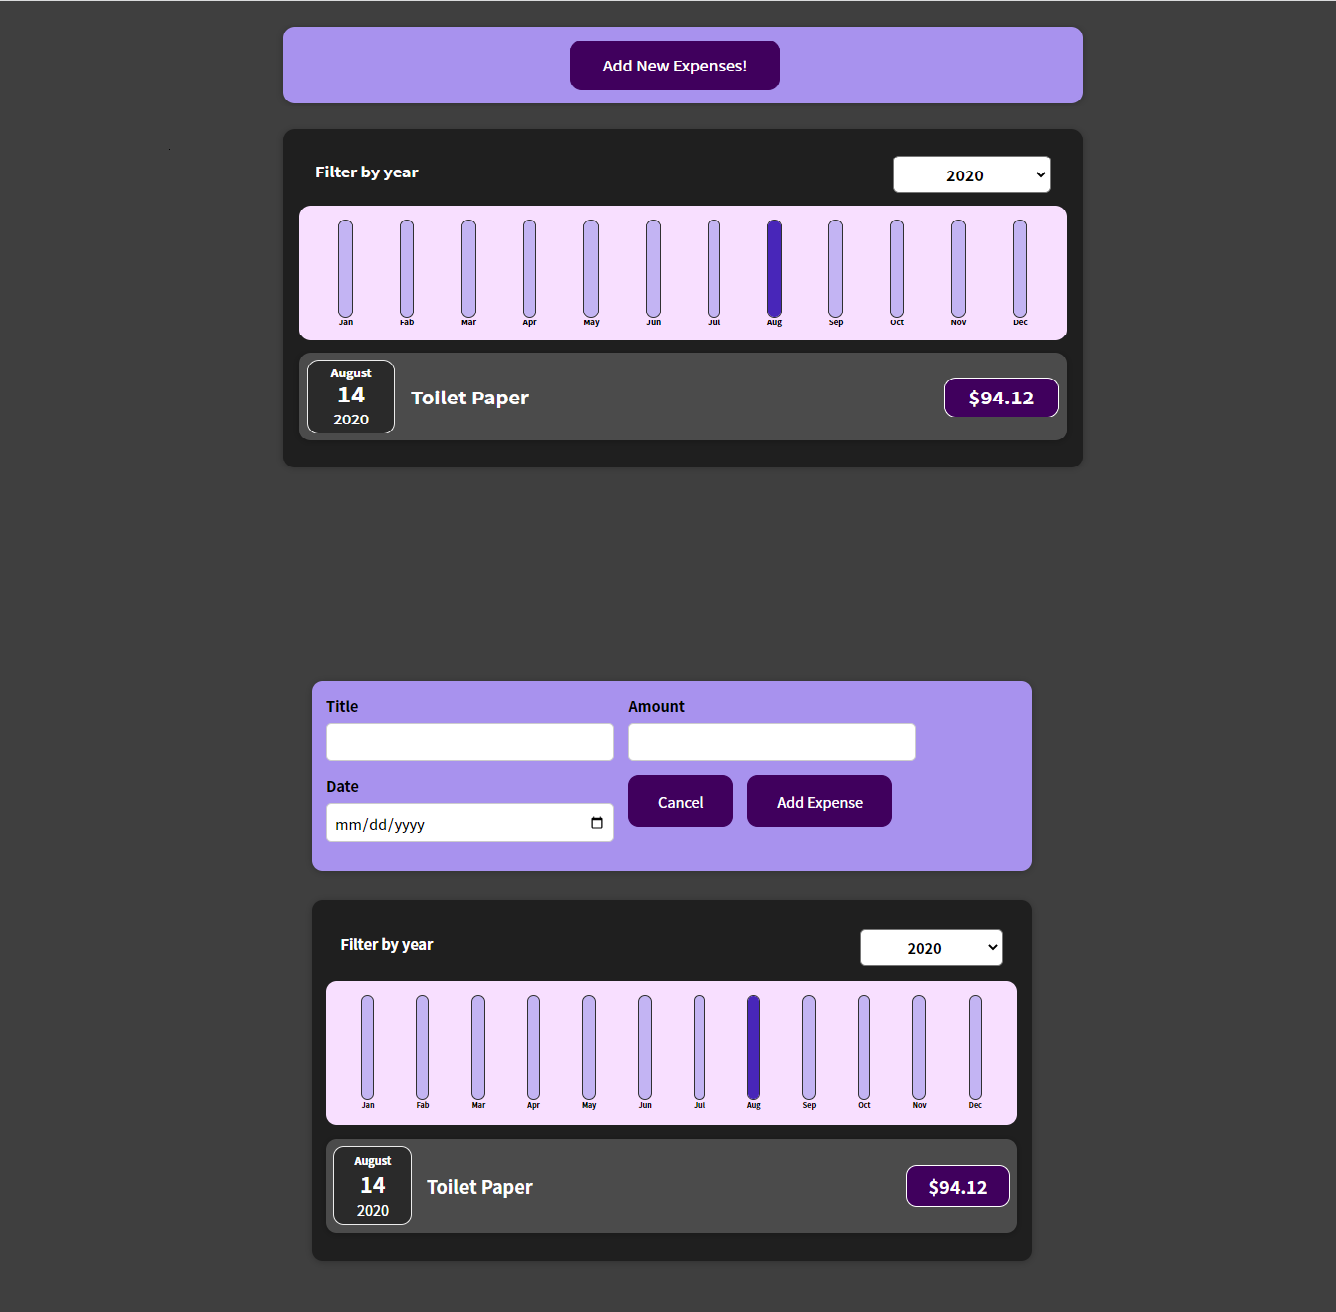 Add New Expenses!
Filter by year
2020
Jan Fab Mar Apr May Jun Jul Aug Sep Oct Nov Dec
August
14
2020
Toilet Paper
$94.12
Title
Amount
Date
mm/dd/yyyy
Cancel
Add Expense
Filter by year
2020
Jan Fab Mar Apr May Jun Jul Aug Sep Oct Nov Dec
August
14
2020
Toilet Paper
$94.12